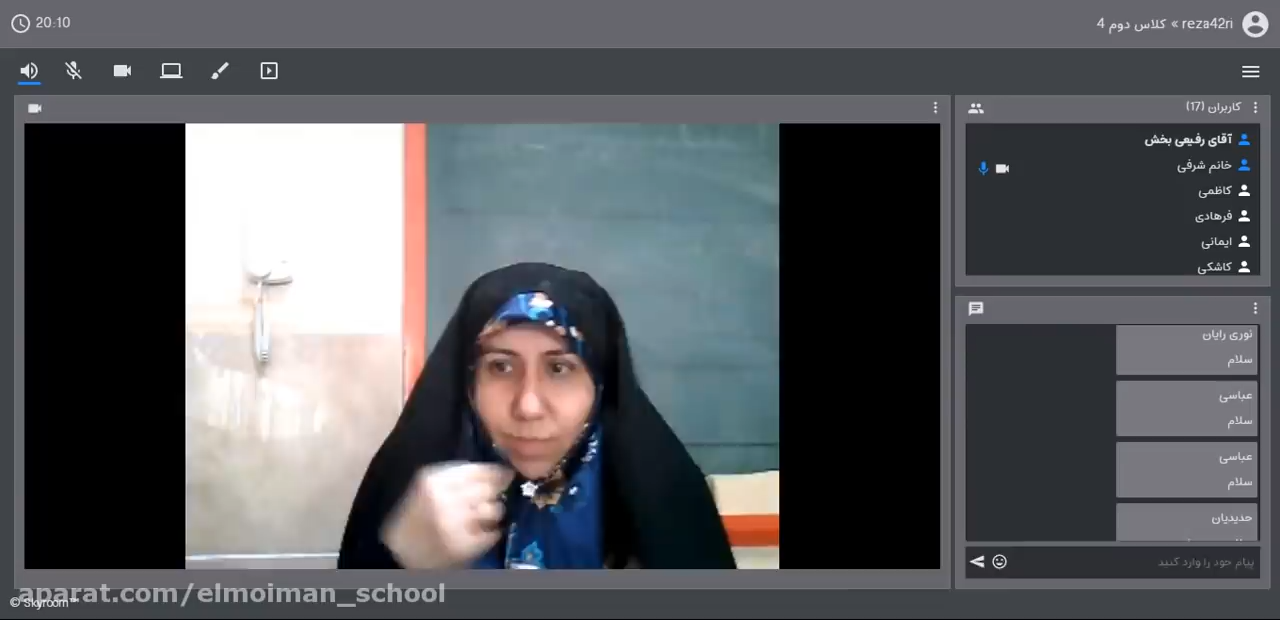 20:10
reza42ri » کلاس دوم 4
کاربران (17)
آقای رفیعی بخش
خانم شرفی
کاظمی
فرهادی
ایمانی
کاشکی
نوری رایان
سلام
عباسی
سلام
عباسی
سلام
حدیدیان
پیام خود را وارد کنید
aparat.com/elmoiman_school
© Skyroom™